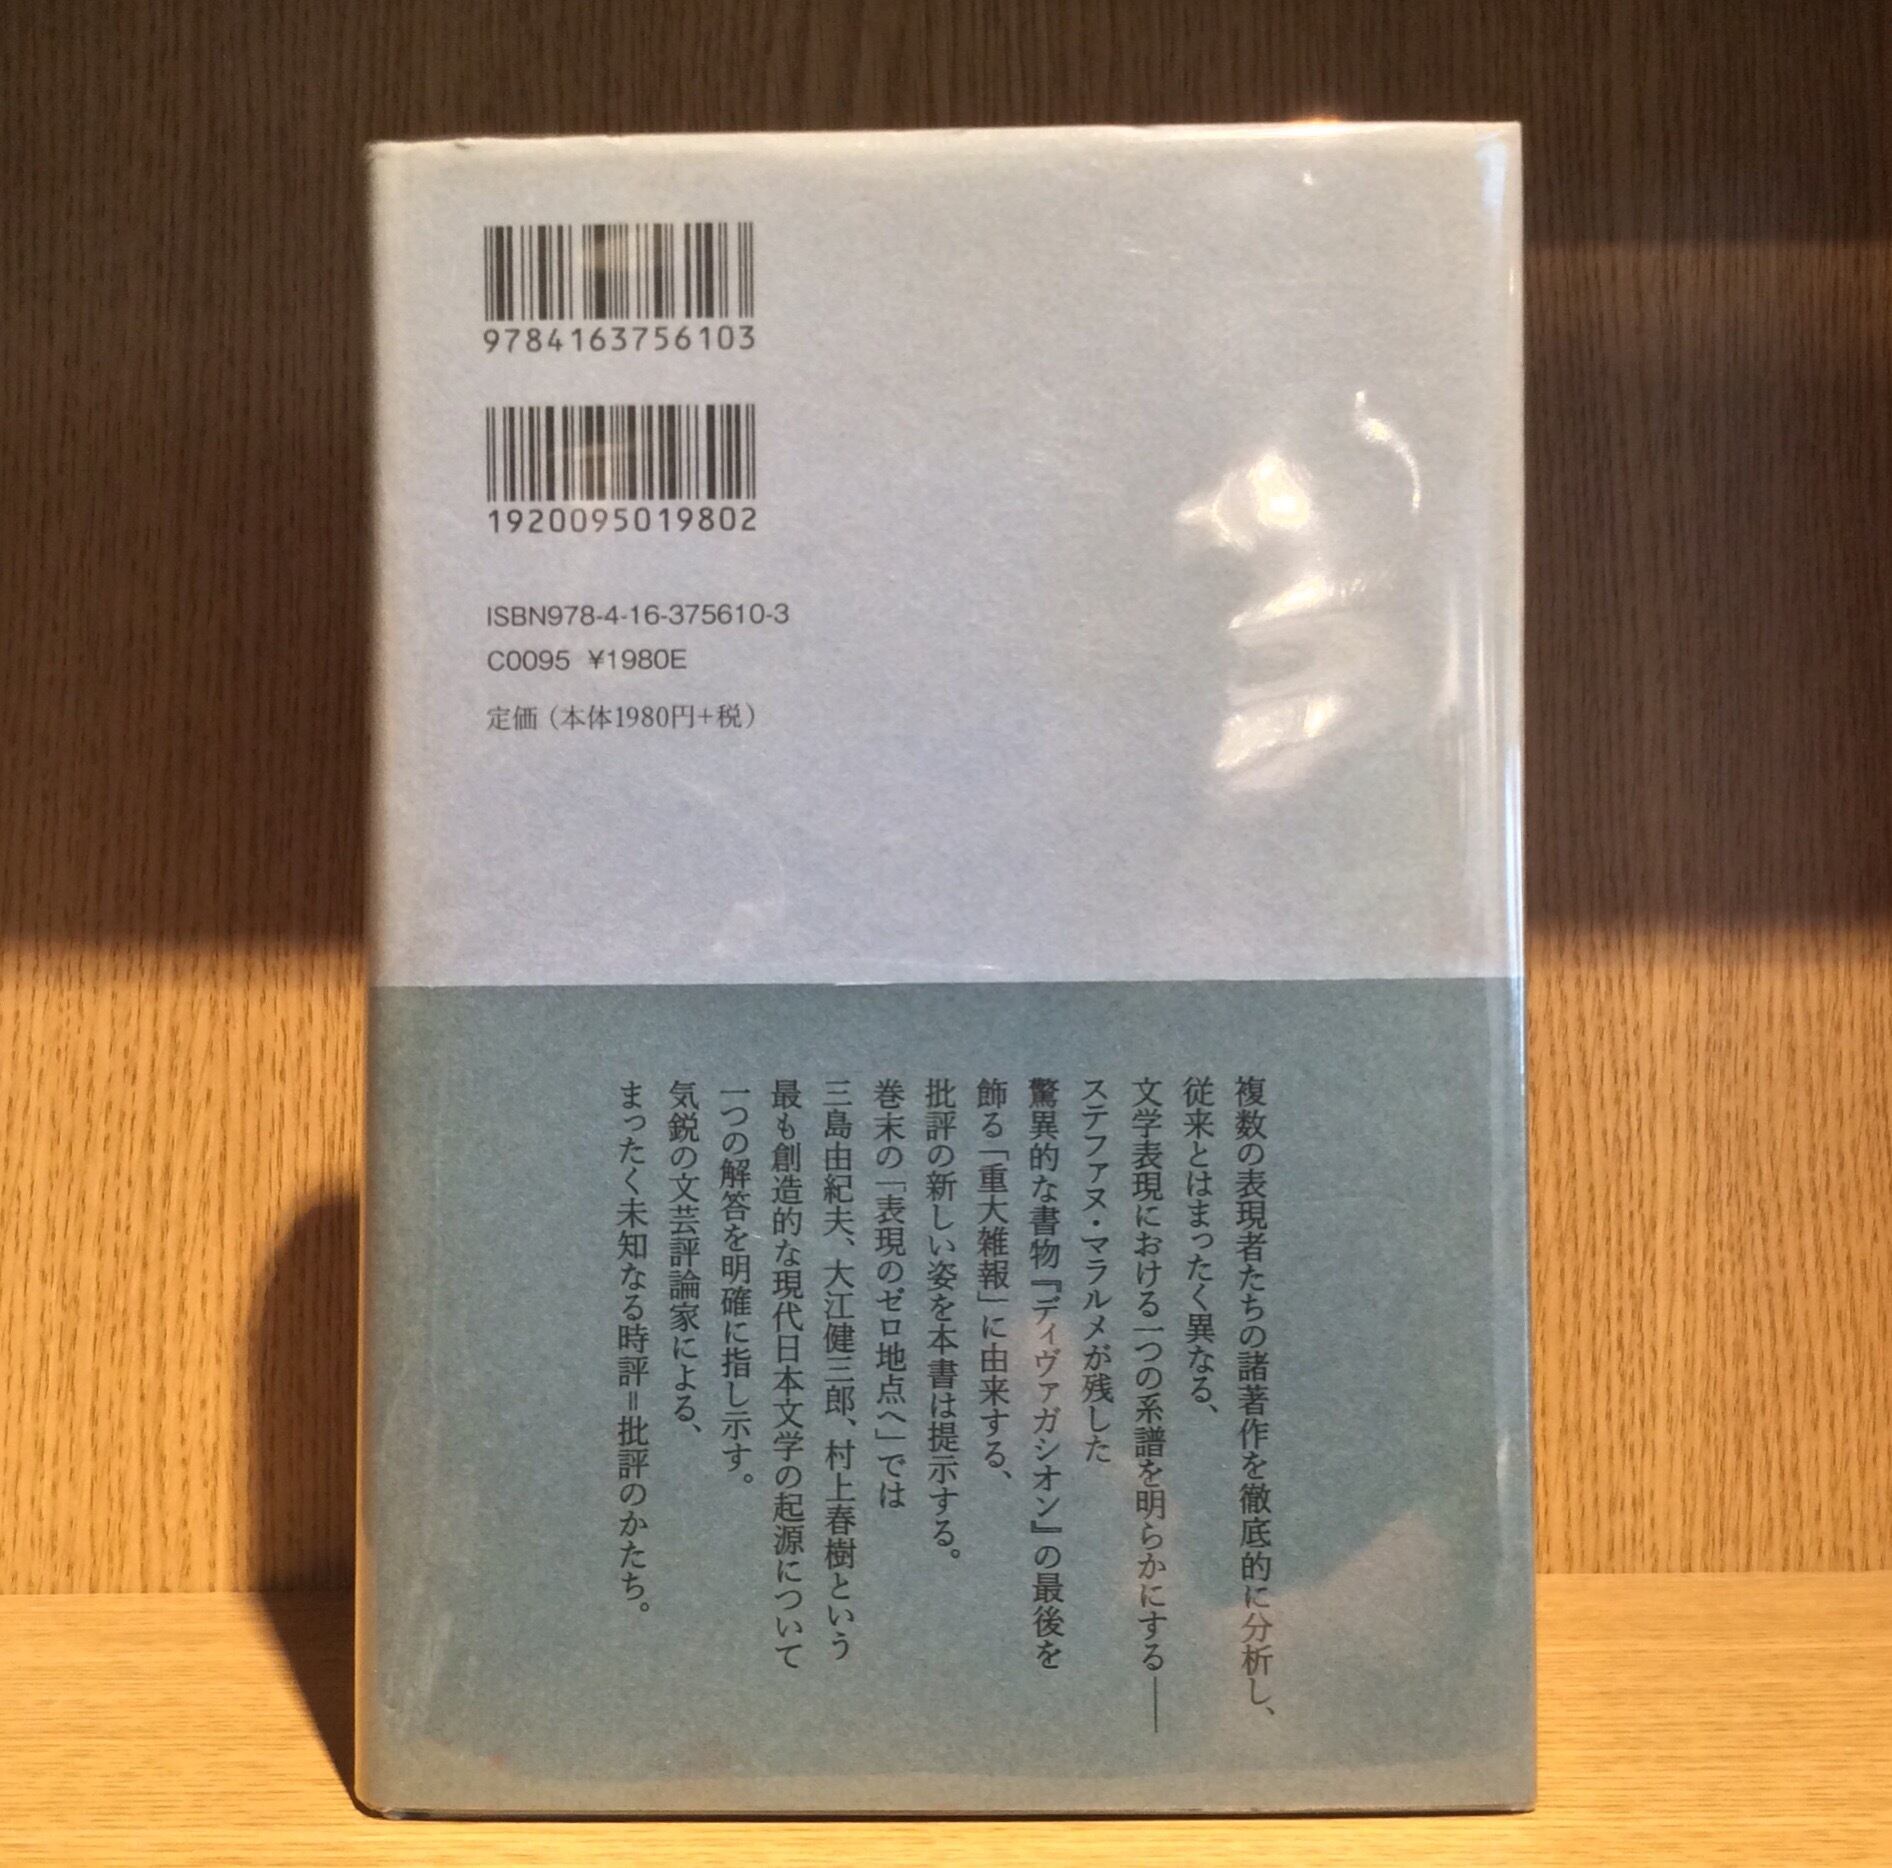 9784163756103
1920095019802
ISBN978-4-16-375610-3
C0095 ¥1980E
定価（本体1980円+税）
複数の表現者たちの諸著作を徹底的に分析し、
従来とはまったく異なる、
文学表現における一つの系譜を明らかにする——
ステファヌ・マラルメが残した
驚異的な書物『ディヴァガシオン』の最後を
飾る「重大雑報」に由来する、
批評の新しい姿を本書は提示する。
巻末の「表現のゼロ地点へ」では
三島由紀夫、大江健三郎、村上春樹という
最も創造的な現代日本文学の起源について
一つの解答を明確に指し示す。
気鋭の文芸評論家による、
まったく未知なる時評＝批評のかたち。